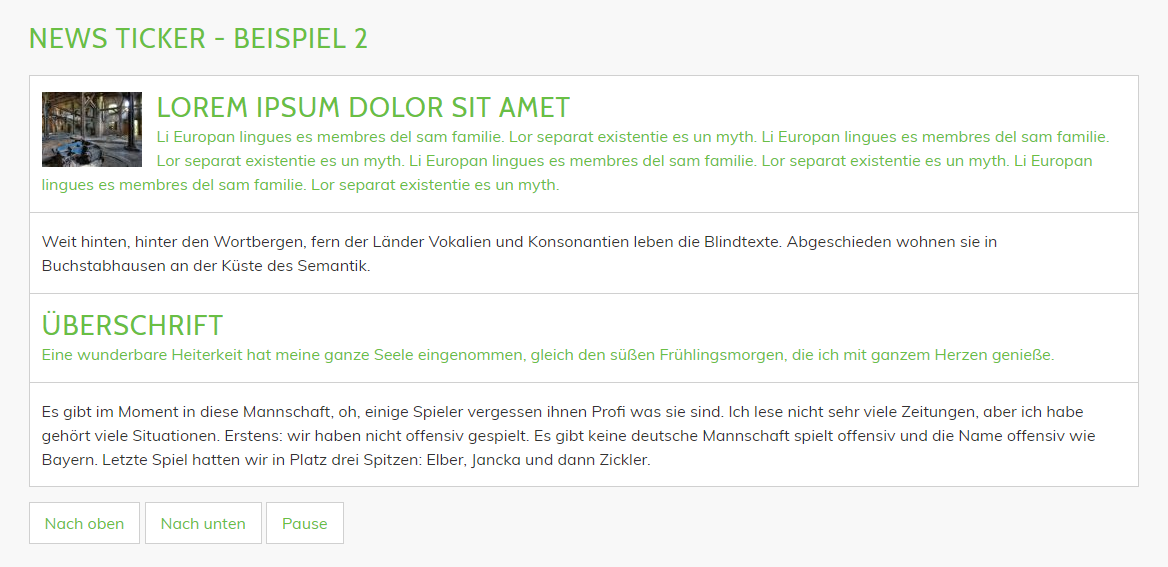 NEWS TICKER - BEISPIEL 2
LOREM IPSUM DOLOR SIT AMET
Li Europan lingues es membres del sam familie. Lor separat existentie es un myth. Li Europan lingues es membres del sam familie.
Lor separat existentie es un myth. Li Europan lingues es membres del sam familie. Lor separat existentie es un myth. Li Europan
lingues es membres del sam familie. Lor separat existentie es un myth.
Weit hinten, hinter den Wortbergen, fern der Länder Vokalien und Konsonantien leben die Blindtexte. Abgeschieden wohnen sie in
Buchstabhausen an der Küste des Semantik.
ÜBERSCHRIFT
Eine wunderbare Heiterkeit hat meine ganze Seele eingenommen, gleich den süßen Frühlingsmorgen, die ich mit ganzem Herzen genieße.
Es gibt im Moment in diese Mannschaft, oh, einige Spieler vergessen ihnen Profi was sie sind. Ich lese nicht sehr viele Zeitungen, aber ich habe
gehört viele Situationen. Erstens: wir haben nicht offensiv gespielt. Es gibt keine deutsche Mannschaft spielt offensiv und die Name offensiv wie
Bayern. Letzte Spiel hatten wir in Platz drei Spitzen: Elber, Jancka und dann Zickler.
Nach oben Nach unten Pause